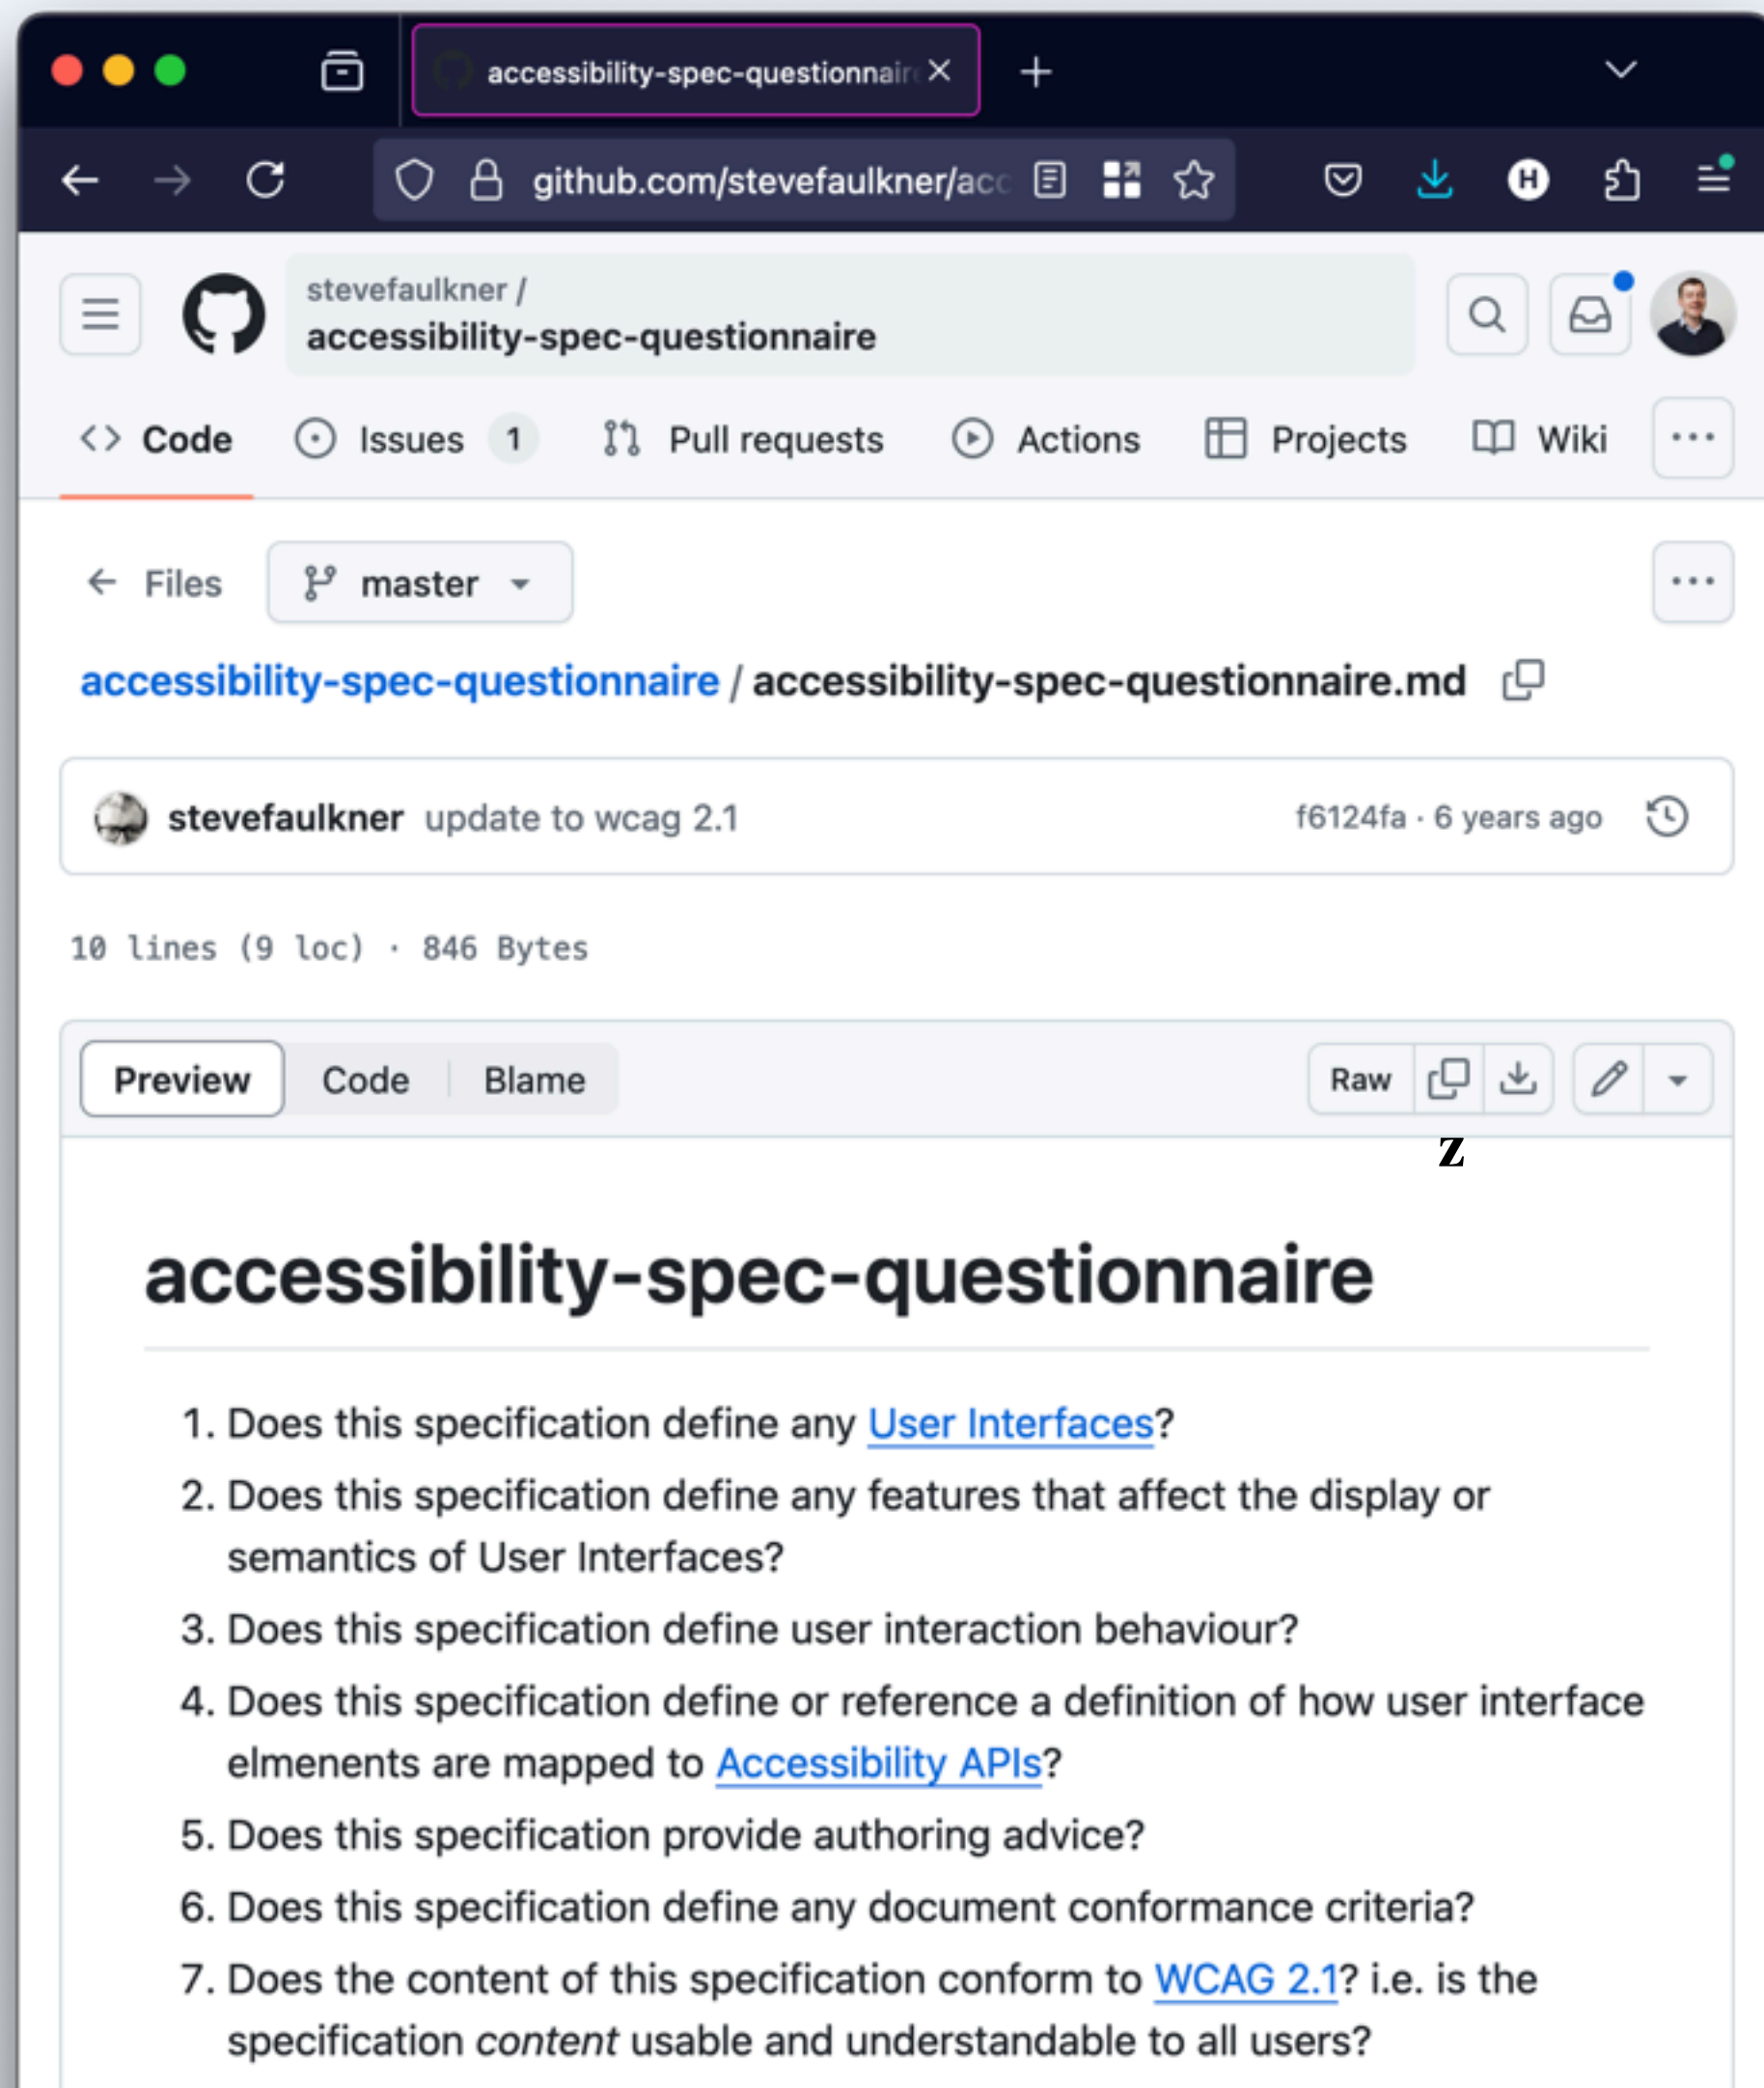 accessibility-spec-questionnair
github.com/stevefaulkner/acc
H
stevefaulkner /
accessibility-spec-questionnaire
Code Issues 1 Pull requests Actions Projects Wiki
Files master
accessibility-spec-questionnaire / accessibility-spec-questionnaire.md
stevefaulkner update to wcag 2.1 f6124fa · 6 years ago
10 lines (9 loc) · 846 Bytes
Preview Code Blame Raw
z
accessibility-spec-questionnaire
1. Does this specification define any User Interfaces?
2. Does this specification define any features that affect the display or
semantics of User Interfaces?
3. Does this specification define user interaction behaviour?
4. Does this specification define or reference a definition of how user interface
elmenents are mapped to Accessibility APIs?
5. Does this specification provide authoring advice?
6. Does this specification define any document conformance criteria?
7. Does the content of this specification conform to WCAG 2.1? i.e. is the
specification content usable and understandable to all users?